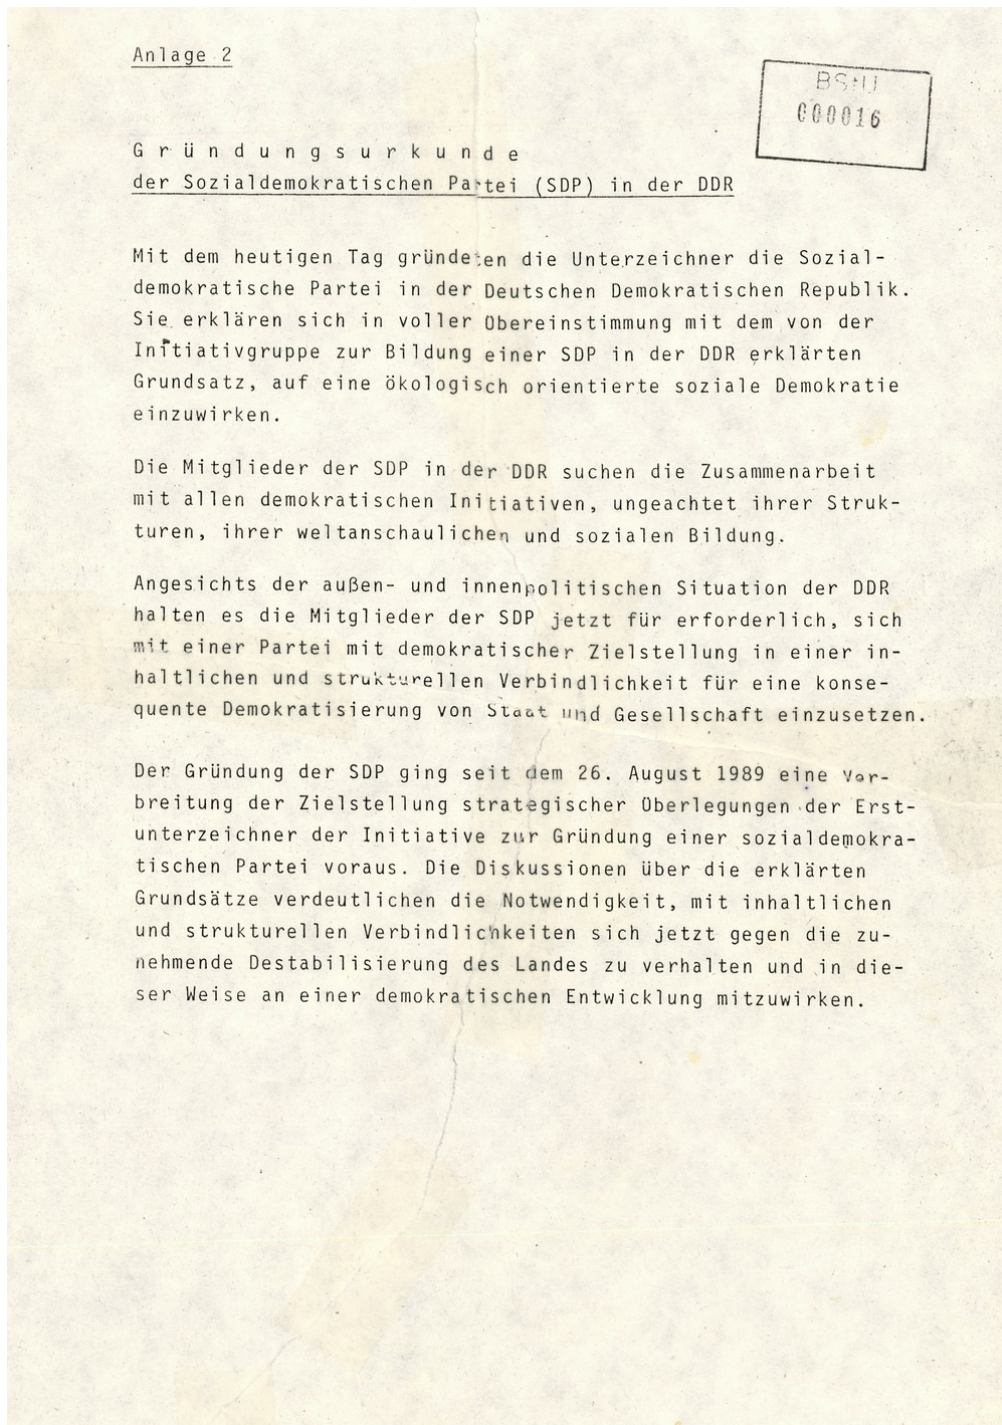 Anlage 2
BStU
000016
Gründungsurkunde
der Sozialdemokratischen Partei (SDP) in der DDR
Mit dem heutigen Tag gründeten die Unterzeichner die Sozial-
demokratische Partei in der Deutschen Demokratischen Republik.
Sie erklären sich in voller Übereinstimmung mit dem von der
Initiativgruppe zur Bildung einer SDP in der DDR erklärten
Grundsatz, auf eine ökologisch orientierte soziale Demokratie
einzuwirken.
Die Mitglieder der SDP in der DDR suchen die Zusammenarbeit
mit allen demokratischen Initiativen, ungeachtet ihrer Struk-
turen, ihrer weltanschaulichen und sozialen Bildung.
Angesichts der außen- und innenpolitischen Situation der DDR
halten es die Mitglieder der SDP jetzt für erforderlich, sich
mit einer Partei mit demokratischer Zielstellung in einer in-
haltlichen und strukturellen Verbindlichkeit für eine konse-
quente Demokratisierung von Staat und Gesellschaft einzusetzen.
Der Gründung der SDP ging seit dem 26. August 1989 eine Ver-
breitung der Zielstellung strategischer Überlegungen der Erst-
unterzeichner der Initiative zur Gründung einer sozialdemokra-
tischen Partei voraus. Die Diskussionen über die erklärten
Grundsätze verdeutlichen die Notwendigkeit, mit inhaltlichen
und strukturellen Verbindlichkeiten sich jetzt gegen die zu-
nehmende Destabilisierung des Landes zu verhalten und in die-
ser Weise an einer demokratischen Entwicklung mitzuwirken.